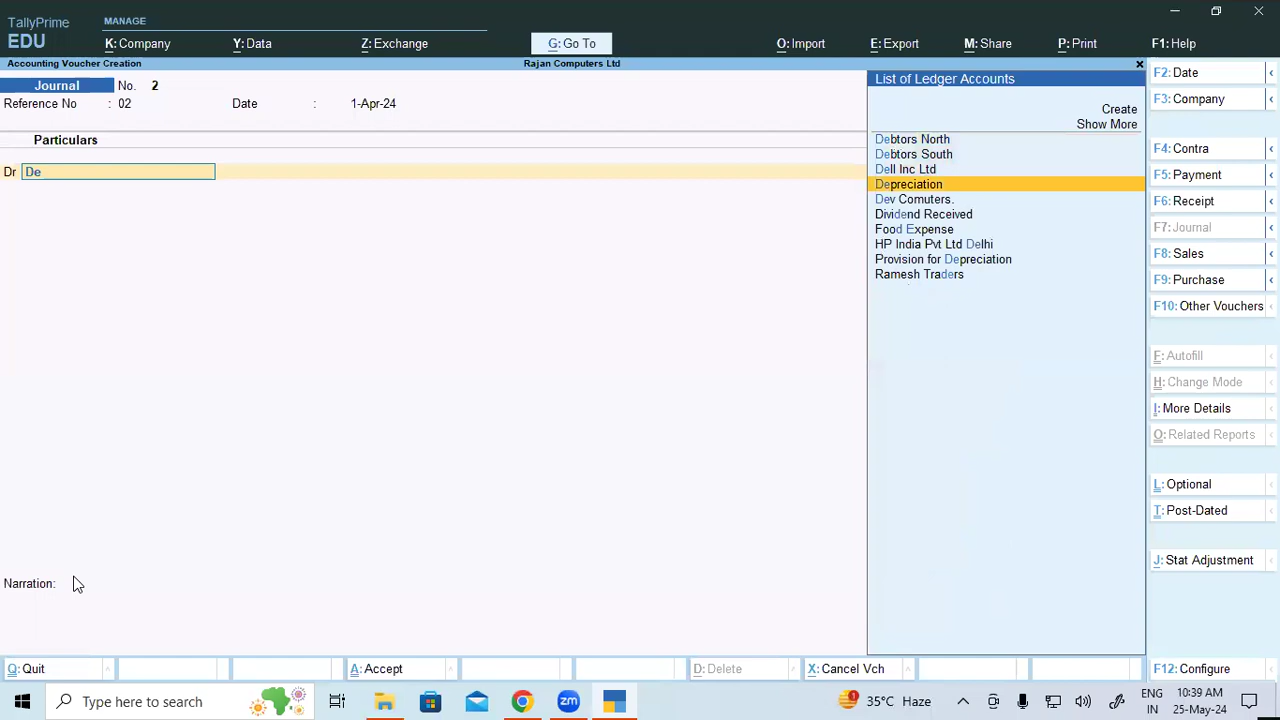 TallyPrime
EDU
MANAGE
K: Company
Y: Data
Z: Exchange
G: Go To
O: Import
E: Export
M: Share
P: Print
F1: Help
Accounting Voucher Creation
Rajan Computers Ltd
Journal No. 2
Reference No : 02 Date : 1-Apr-24
Particulars
Dr De
Narration:
List of Ledger Accounts
Create
Show More
Debtors North
Debtors South
Dell Inc Ltd
Depreciation
Dev Comuters.
Dividend Received
Food Expense
HP India Pvt Ltd Delhi
Provision for Depreciation
Ramesh Traders
F2: Date
F3: Company
F4: Contra
F5: Payment
F6: Receipt
F7: Journal
F8: Sales
F9: Purchase
F10: Other Vouchers
F: Autofill
H: Change Mode
I: More Details
O: Related Reports
L: Optional
T: Post-Dated
J: Stat Adjustment
Q: Quit
A: Accept
D: Delete
X: Cancel Vch
F12: Configure
Type here to search
zm
35°C Haze
ENG
IN
10:39 AM
25-May-24